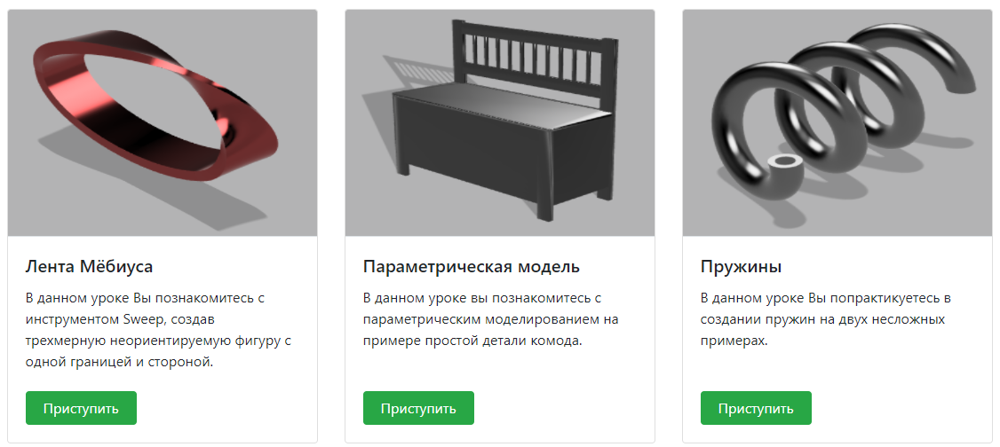 Лента Мёбиуса
В данном уроке Вы познакомитесь с
инструментом Sweep, создав
трехмерную неориентируемую фигуру с
одной границей и стороной.
Приступить
Параметрическая модель
В данном уроке вы познакомитесь с
параметрическим моделированием на
примере простой детали комода.
Приступить
Пружины
В данном уроке Вы попрактикуетесь в
создании пружин на двух несложных
примерах.
Приступить